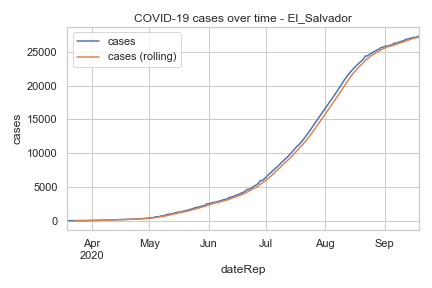 COVID-19 cases over time - El_Salvador
cases
cases (rolling)
25000
20000
15000
10000
5000
0
cases
Apr
2020
May
Jun
Jul
Aug
Sep
dateRep